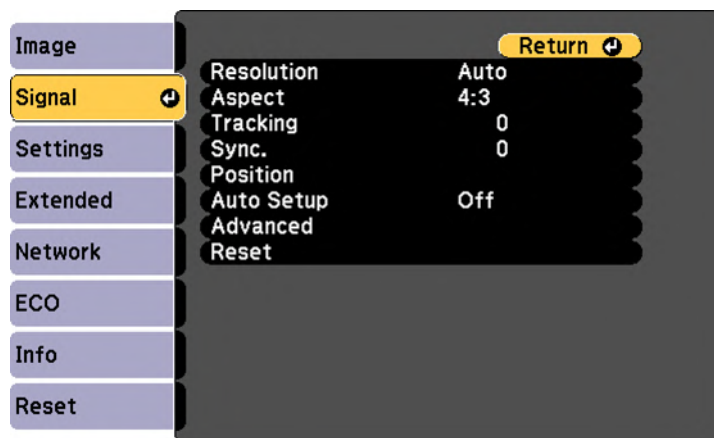 Image
Signal
Settings
Extended
Network
ECO
Info
Reset
Return
Resolution Auto
Aspect 4:3
Tracking 0
Sync. 0
Position
Auto Setup Off
Advanced
Reset